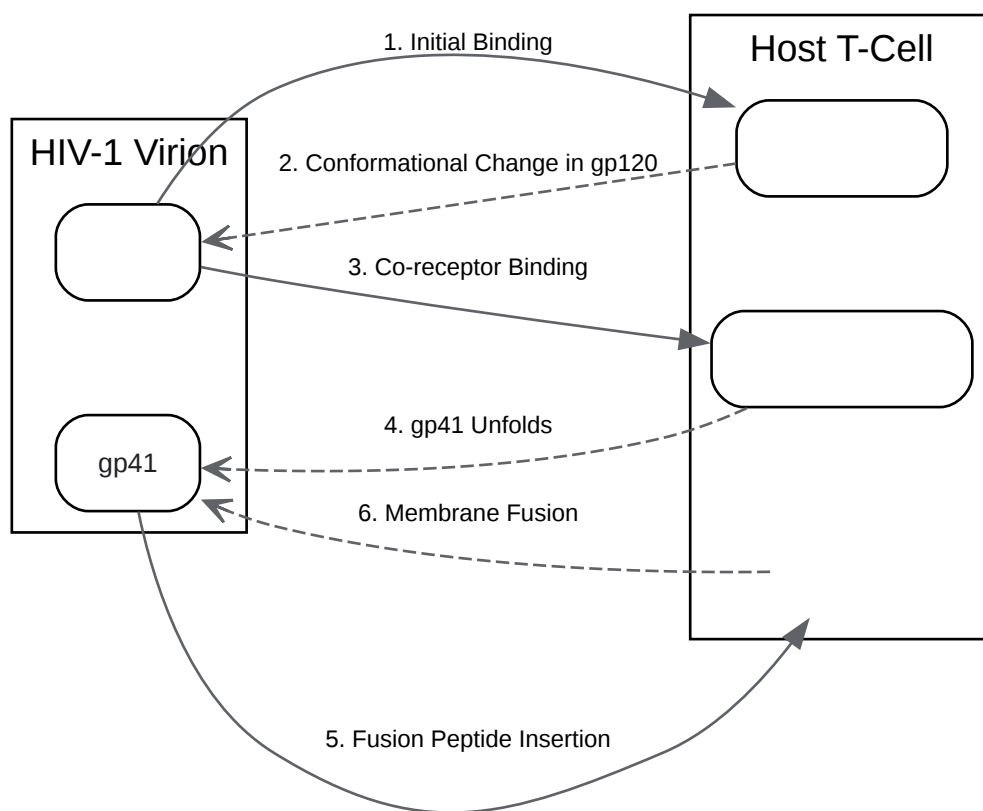 1. Initial Binding
Host T-Cell
HIV-1 Virion
2. Conformational Change in gp120
3. Co-receptor Binding
4. gp41 Unfolds
gp41
6. Membrane Fusion
5. Fusion Peptide Insertion